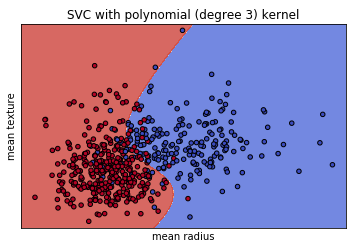 SVC with polynomial (degree 3) kernel
mean texture
mean radius